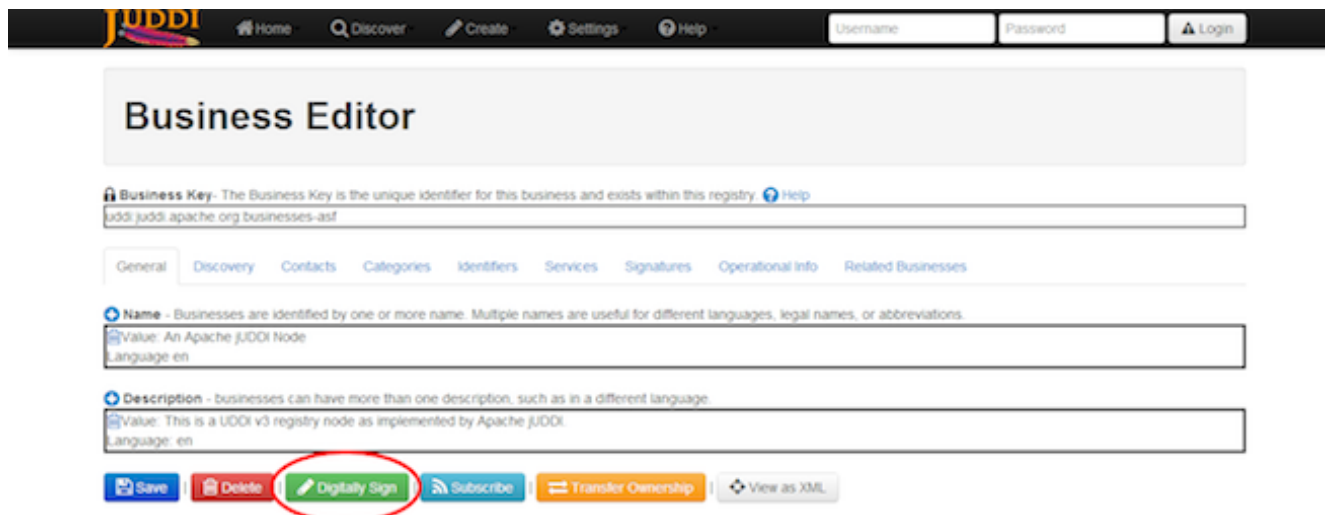 jUDDI Home Discover Create Settings Help Username Password Login
Business Editor
Business Key- The Business Key is the unique identifier for this business and exists within this registry. Help
uddi:juddi.apache.org:businesses-asf
General Discovery Contacts Categories Identifiers Services Signatures Operational Info Related Businesses
Name - Businesses are identified by one or more name. Multiple names are useful for different languages, legal names, or abbreviations.
Value: An Apache jUDDI Node
Language en
Description - businesses can have more than one description, such as in a different language.
Value: This is a UDDI v3 registry node as implemented by Apache jUDDI.
Language: en
Save | Delete | Digitally Sign | Subscribe | Transfer Ownership | View as XML